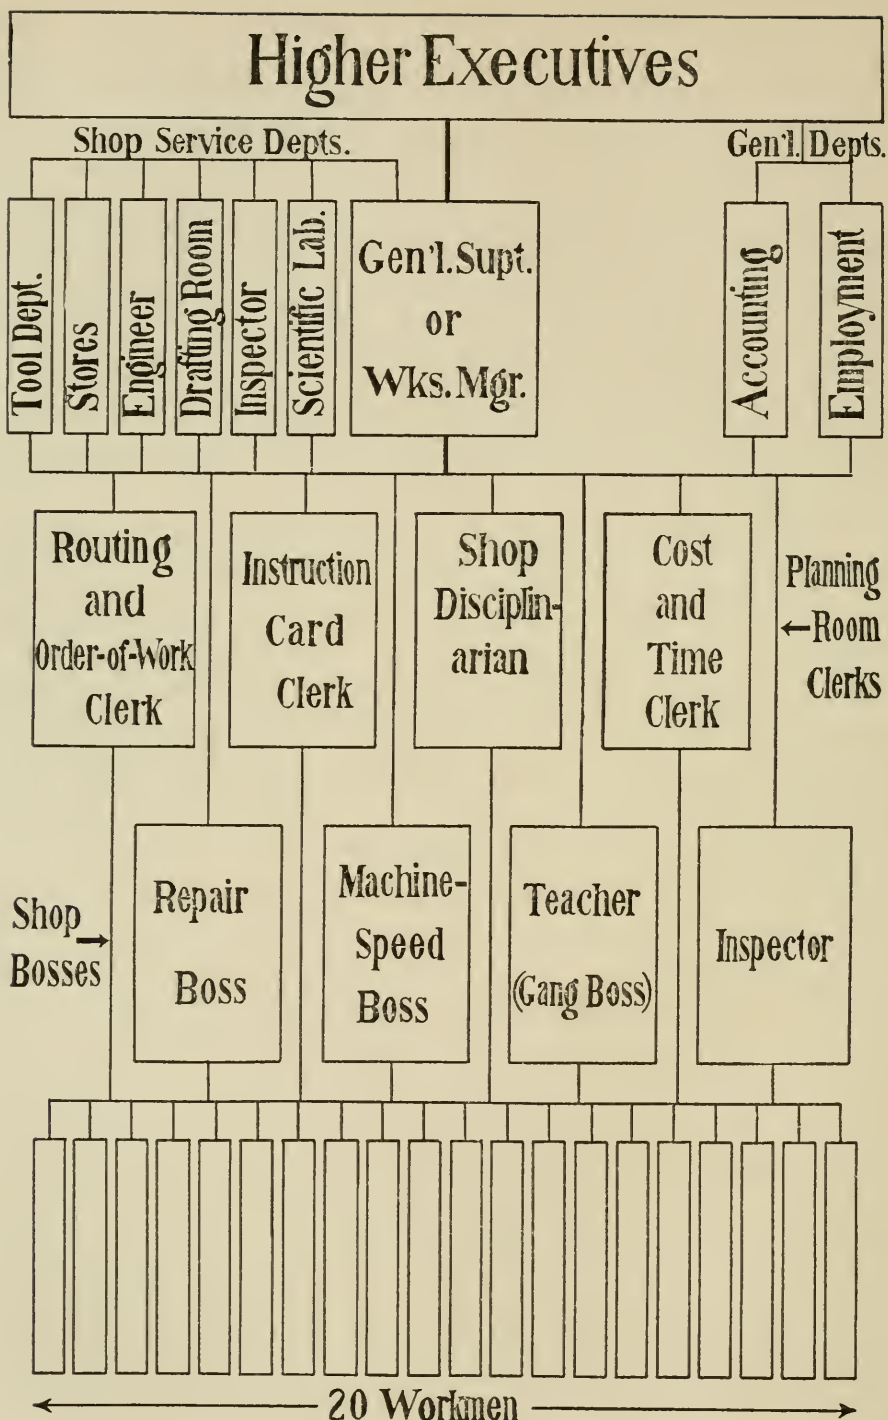 Higher Executives
Shop Service Depts.
Gen'l. Depts.
Tool Dept.
Stores
Engineer
Drafting Room
Inspector
Scientific Lab.
Gen'l. Supt.
or
Wks. Mgr.
Accounting
Employment
Routing
and
Order-of-Work
Clerk
Instruction
Card
Clerk
Shop
Disciplin-
arian
Cost
and
Time
Clerk
Planning
←Room
Clerks
Shop
→
Bosses
Repair
Boss
Machine-
Speed
Boss
Teacher
(Gang Boss)
Inspector
← 20 Workmen →